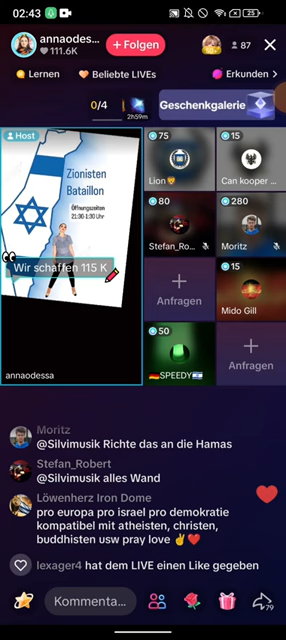 02:43
25
annaodes...
111.6K
+ Folgen
87
Lernen
Beliebte LIVEs
Erkunden >
0/4
2h59m
Geschenkgalerie
Host
Zionisten
Bataillon
Öffnungszeiten
21:30-1:30 Uhr
Wir schaffen 115 K
annaodessa
75
Lion🦁
15
Can kooper ...
80
Stefan_Ro...
280
Moritz
Anfragen
15
Mido Gill
50
🇩🇪SPEEDY🇮🇱
Anfragen
Moritz
@Silvimusik Richte das an die Hamas
Stefan_Robert
@Silvimusik alles Wand
Löwenherz Iron Dome
pro europa pro israel pro demokratie
kompatibel mit atheisten, christen,
buddhisten usw pray love ✌️❤️
lexager4 hat dem LIVE einen Like gegeben
Kommenta...
79